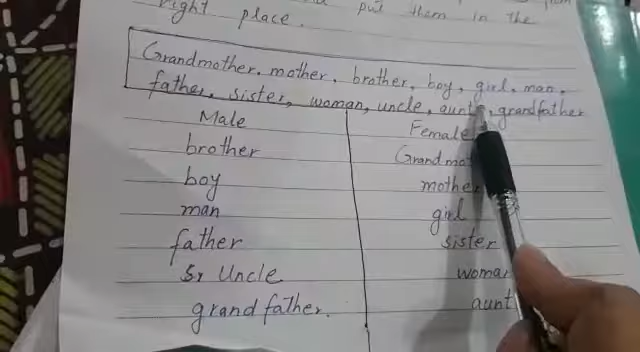 put them in the
right place.
Grandmother, mother, brother, boy, girl, man,
father, sister, woman, uncle, aunt, grandfather
Male Female
brother
boy mother
man girl
father sister
Uncle woman
grand father. aunt